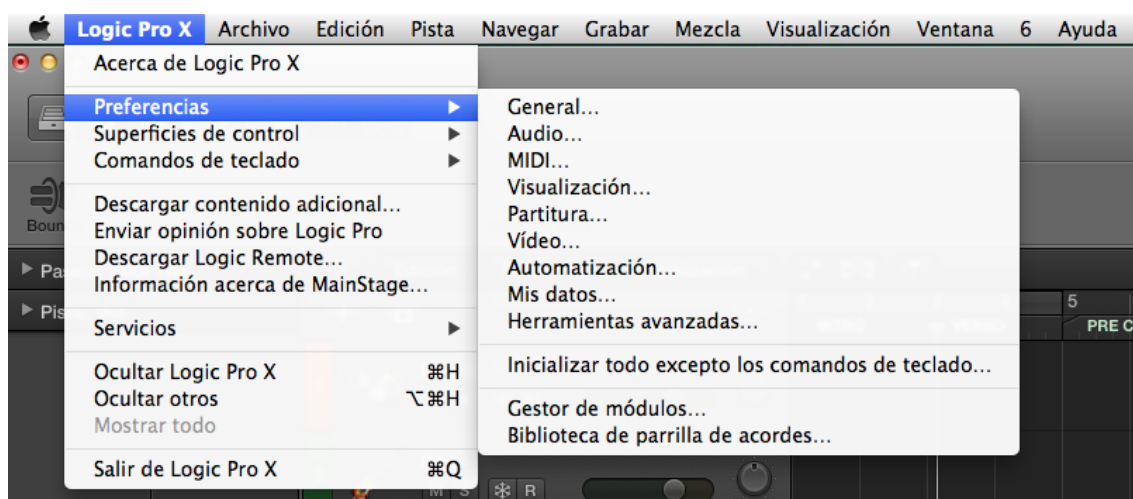 Logic Pro X Archivo Edición Pista Navegar Grabar Mezcla Visualización Ventana 6 Ayuda
Acerca de Logic Pro X
Preferencias
Superficies de control
Comandos de teclado
Descargar contenido adicional...
Enviar opinión sobre Logic Pro
Descargar Logic Remote...
Información acerca de MainStage...
Servicios
Ocultar Logic Pro X ⌘H
Ocultar otros ⌥⌘H
Mostrar todo
Salir de Logic Pro X ⌘Q
General...
Audio...
MIDI...
Visualización...
Partitura...
Vídeo...
Automatización...
Mis datos...
Herramientas avanzadas...
Inicializar todo excepto los comandos de teclado...
Gestor de módulos...
Biblioteca de parrilla de acordes...
Boun
Pa
Pis
5
PRE C
M S R